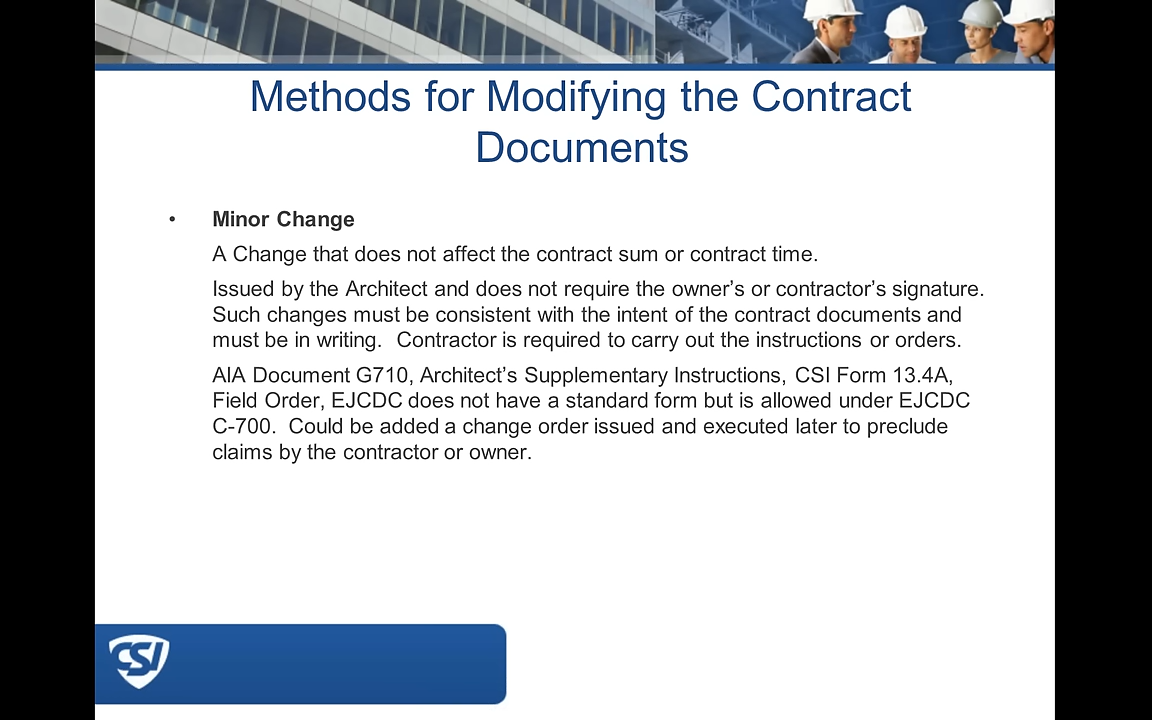 Methods for Modifying the Contract
Documents
• Minor Change
A Change that does not affect the contract sum or contract time.
Issued by the Architect and does not require the owner’s or contractor’s signature.
Such changes must be consistent with the intent of the contract documents and
must be in writing.  Contractor is required to carry out the instructions or orders.
AIA Document G710, Architect’s Supplementary Instructions, CSI Form 13.4A,
Field Order, EJCDC does not have a standard form but is allowed under EJCDC
C-700.  Could be added a change order issued and executed later to preclude
claims by the contractor or owner.
CSI